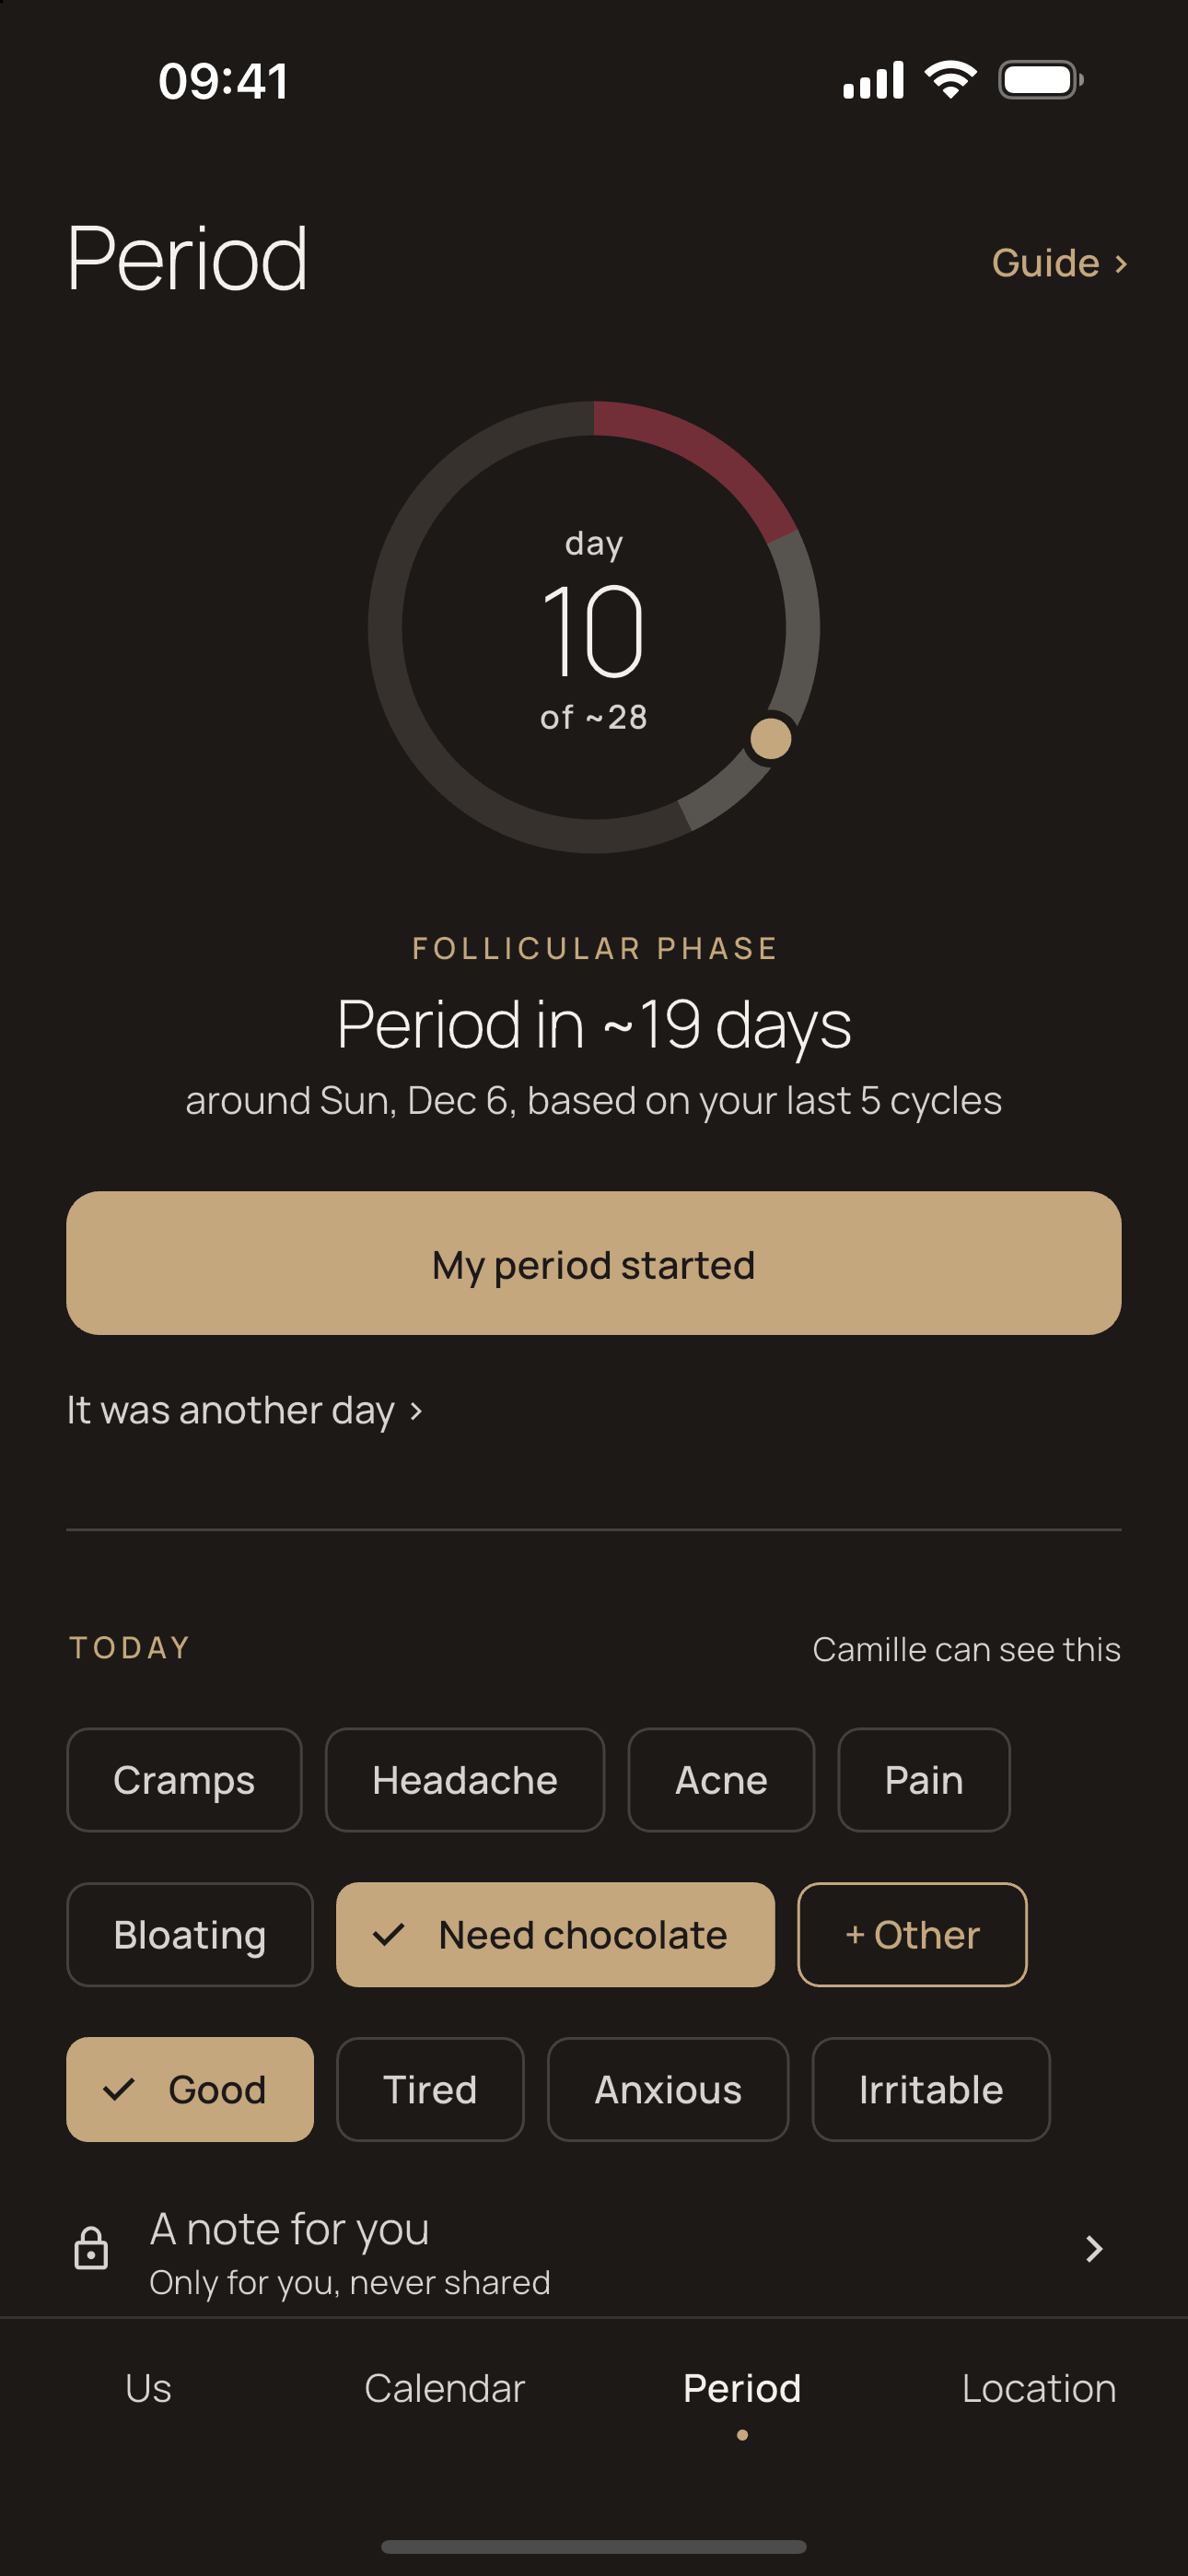 09:41
Period
Guide ›
day
10
of ~28
FOLLICULAR PHASE
Period in ~19 days
around Sun, Dec 6, based on your last 5 cycles
My period started
It was another day ›
TODAY
Camille can see this
Cramps
Headache
Acne
Pain
Bloating
Need chocolate
+ Other
Good
Tired
Anxious
Irritable
A note for you
Only for you, never shared
Us
Calendar
Period
Location